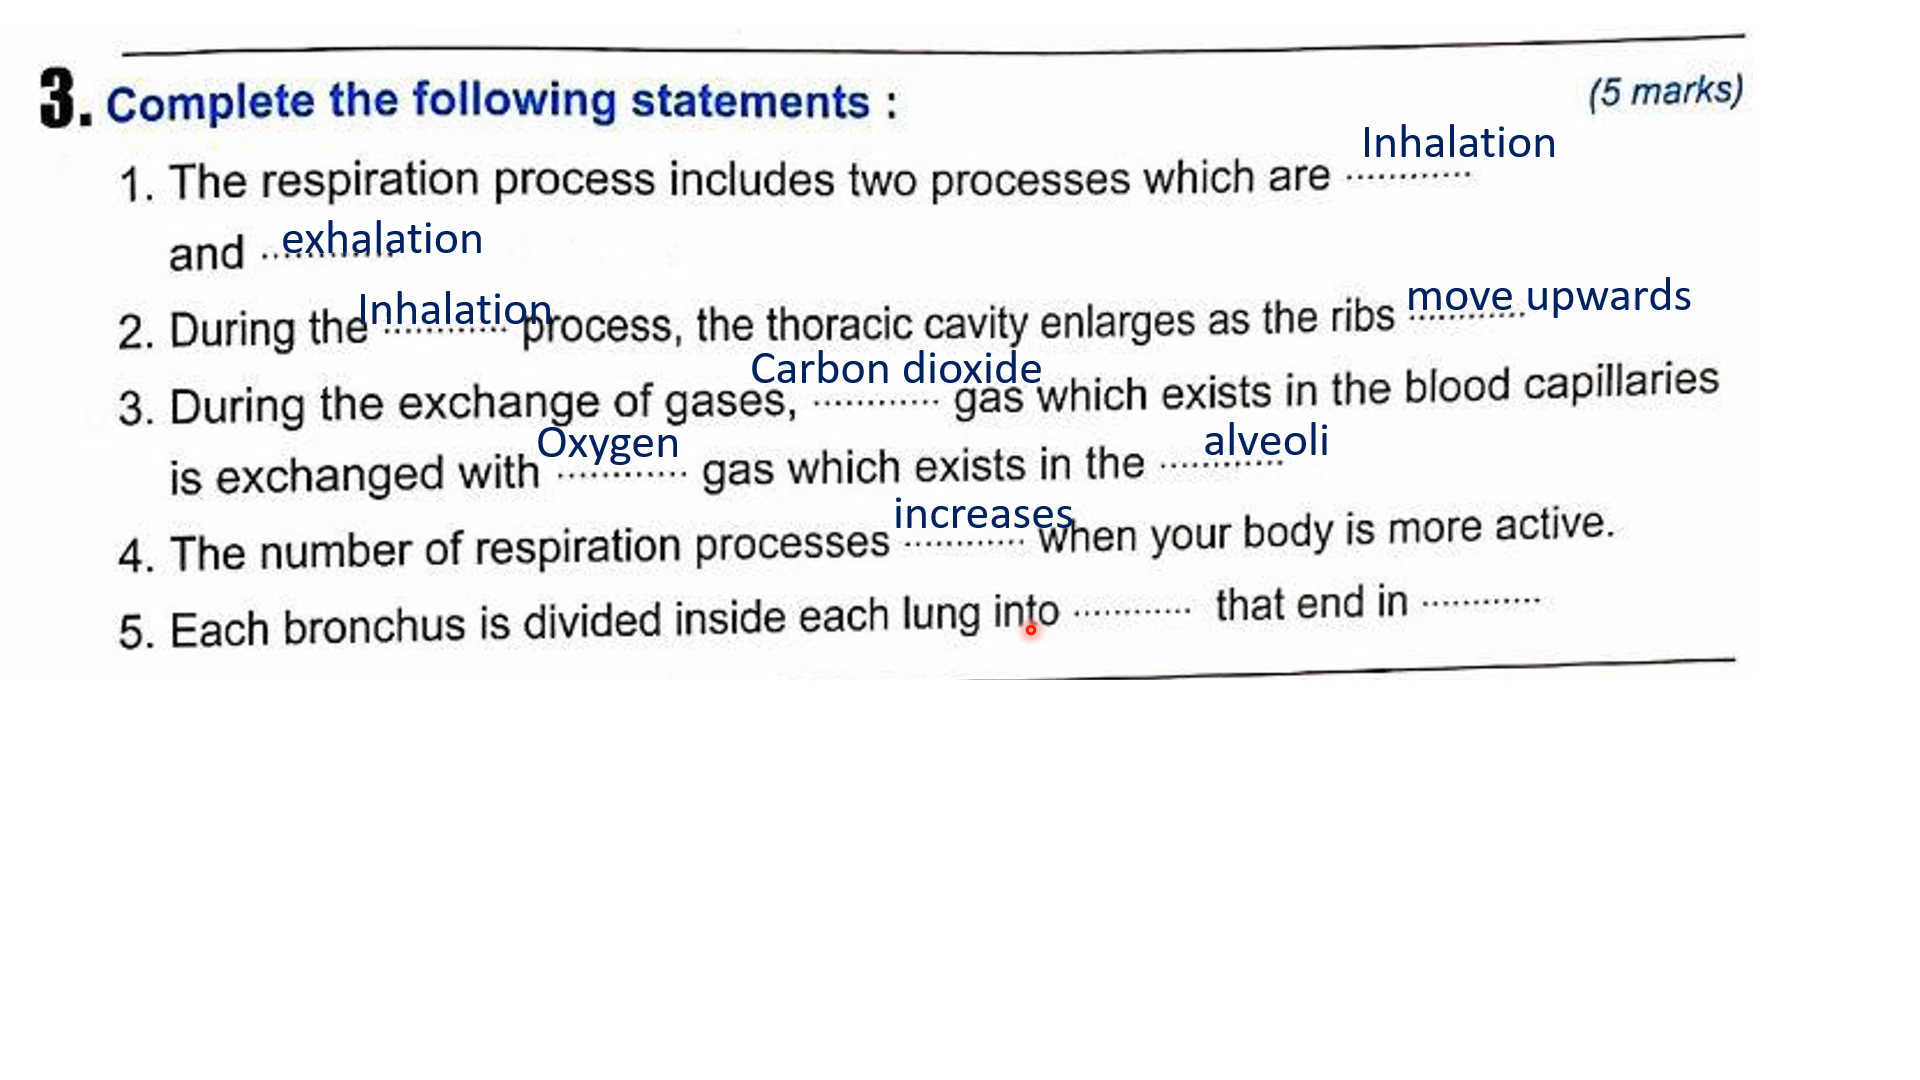 3. Complete the following statements : (5 marks)
1. The respiration process includes two processes which are ............ Inhalation
and ............ exhalation
2. During the Inhalation process, the thoracic cavity enlarges as the ribs move upwards
3. During the exchange of gases, Carbon dioxide gas which exists in the blood capillaries
is exchanged with Oxygen gas which exists in the alveoli
4. The number of respiration processes increases when your body is more active.
5. Each bronchus is divided inside each lung into ............ that end in ............